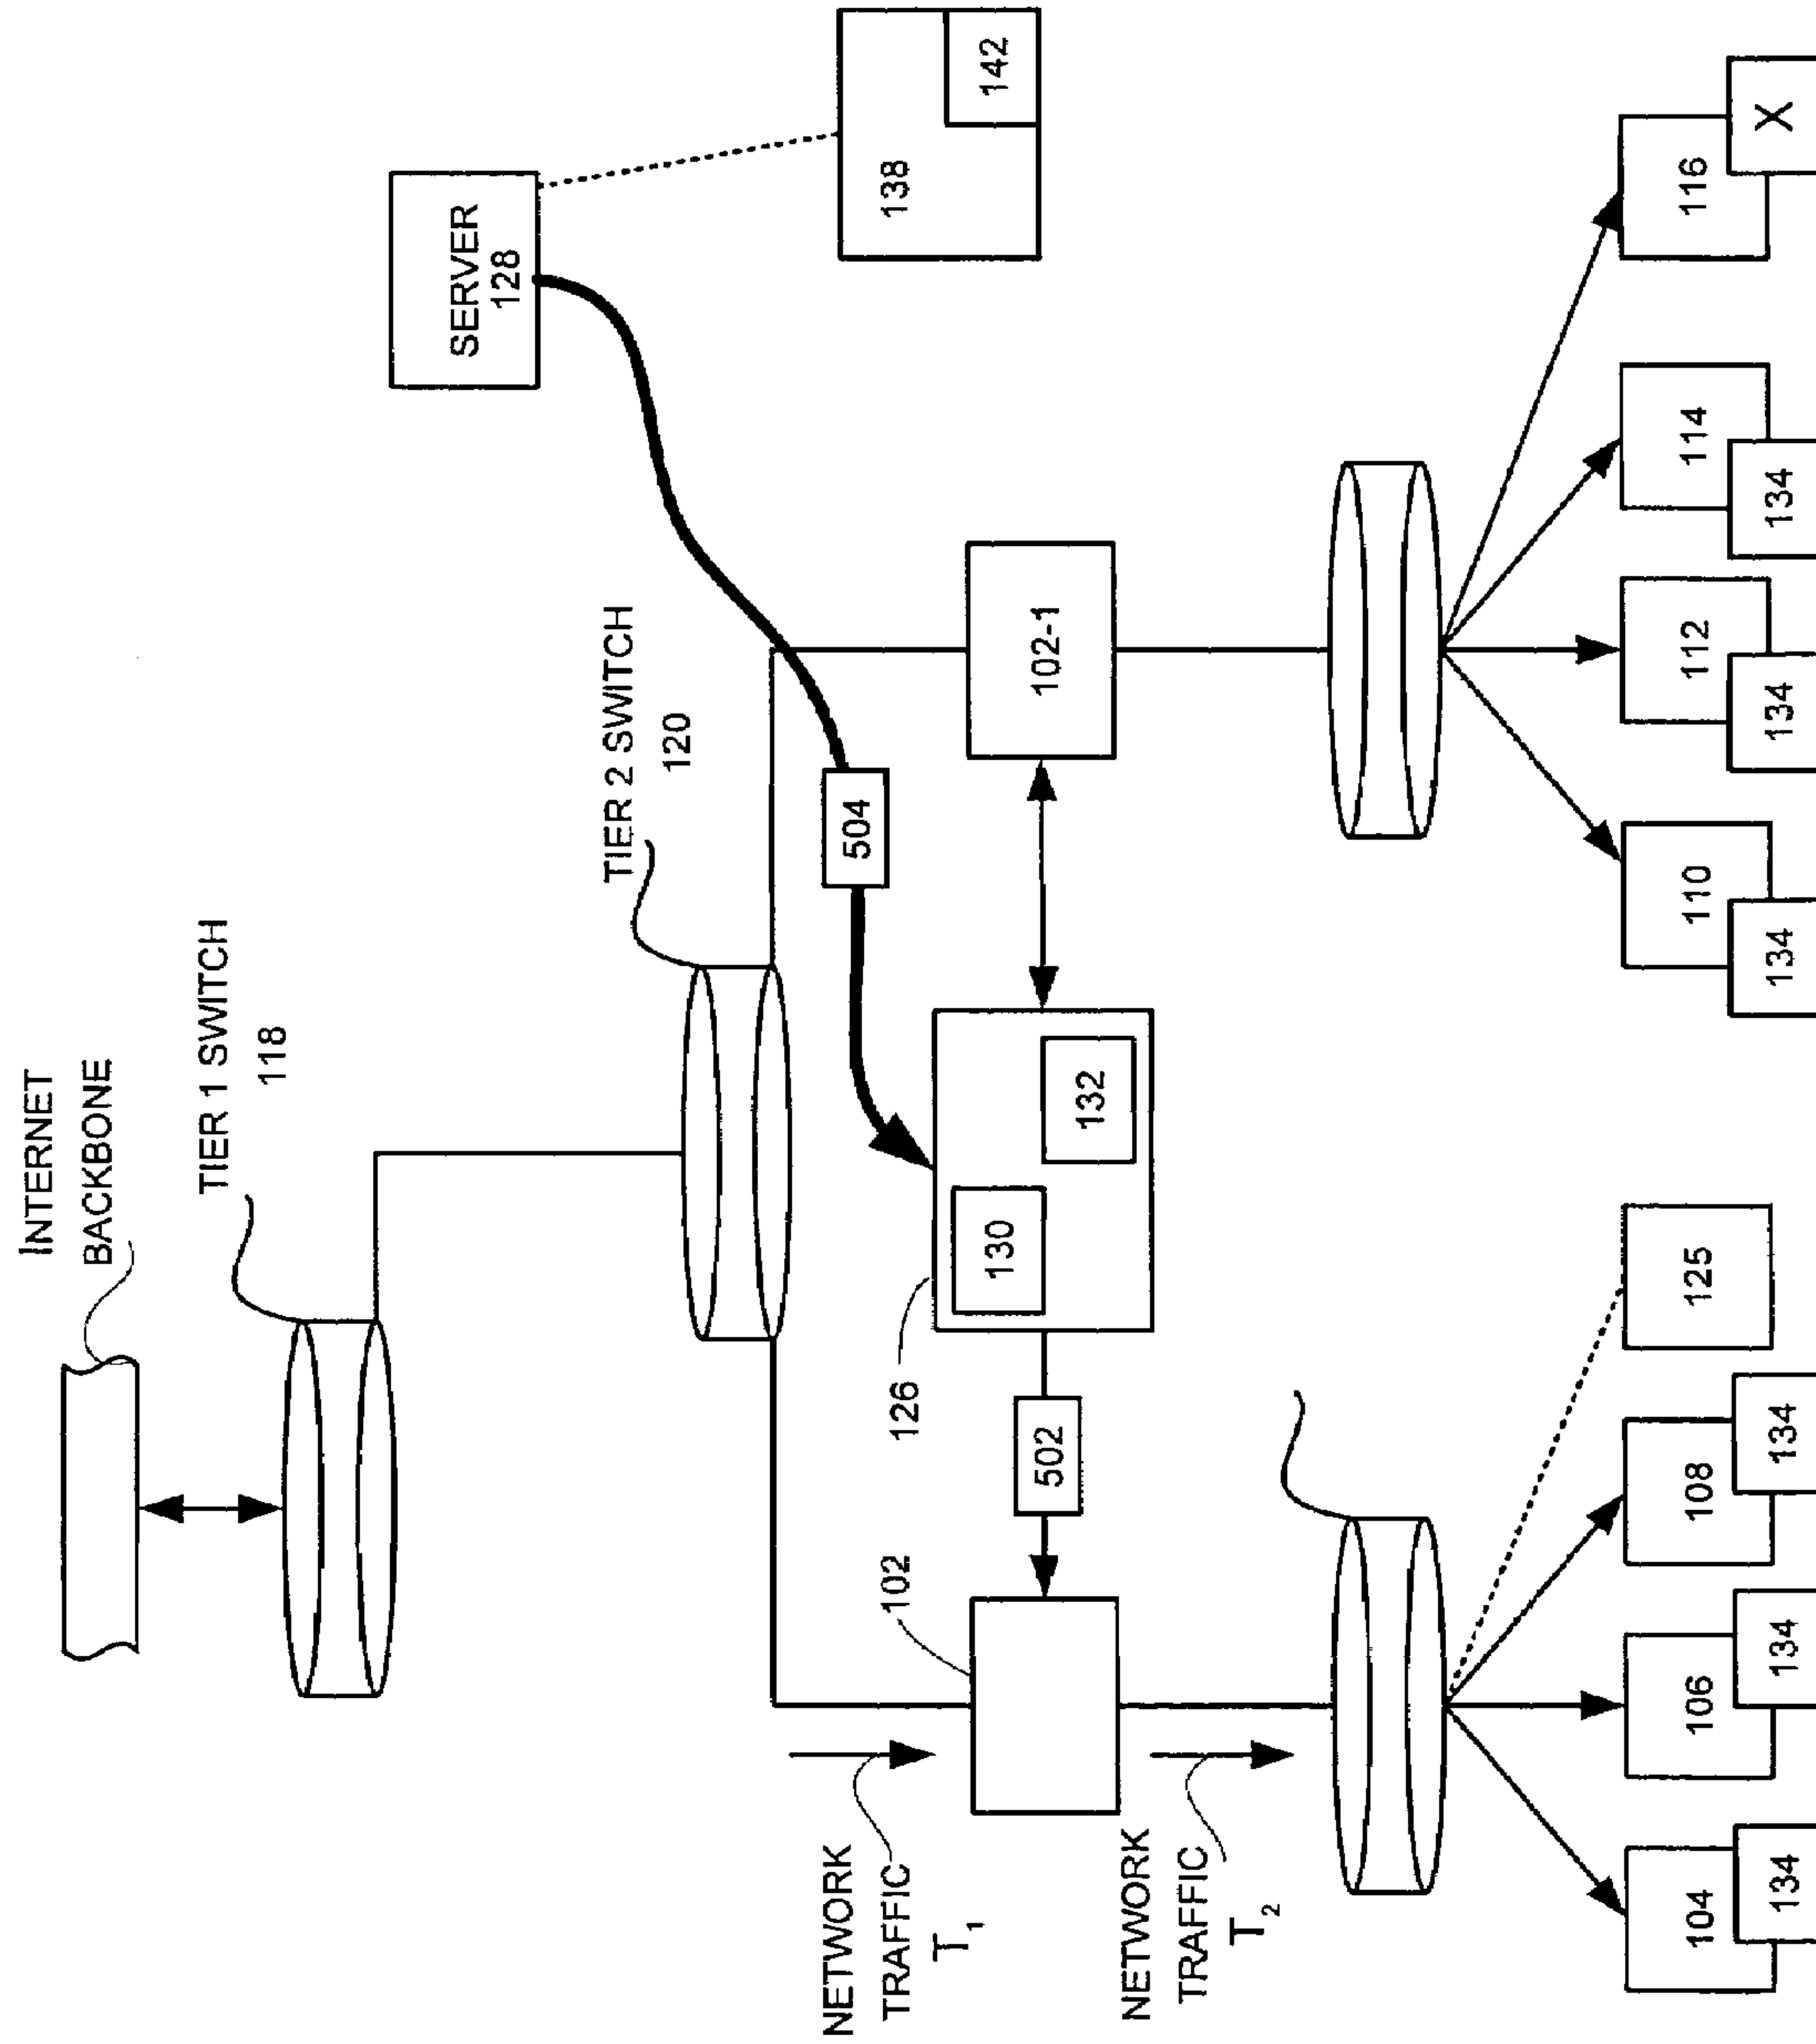 INTERNET
BACKBONE
TIER 1 SWITCH
118
TIER 2 SWITCH
120
SERVER
128
138
142
504
126
130
132
502
102
102-1
NETWORK
TRAFFIC
T1
NETWORK
TRAFFIC
T2
104
134
106
134
108
134
125
110
134
112
134
114
134
116
X